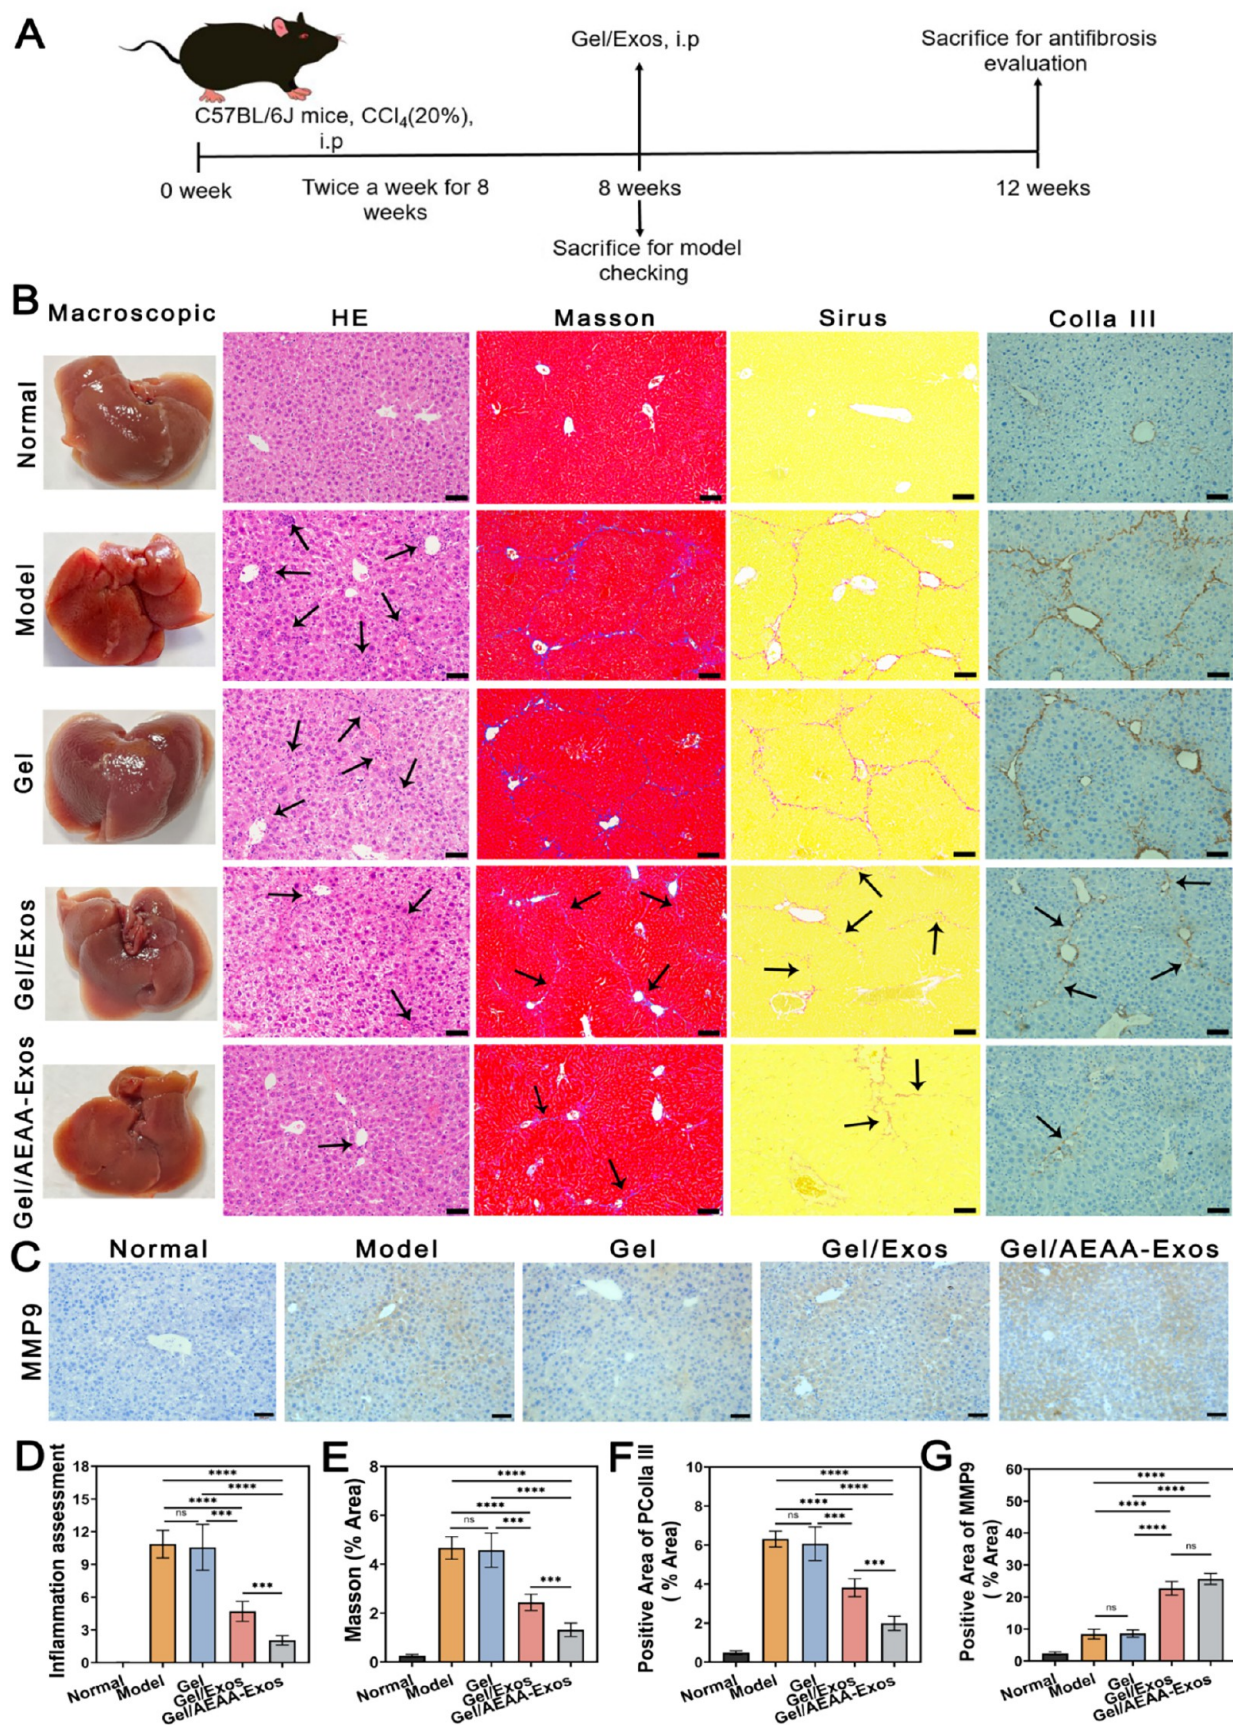 A
Gel/Exos, i.p
Sacrifice for antifibrosis
evaluation
C57BL/6J mice, CCl₄(20%),
i.p
0 week
Twice a week for 8
weeks
8 weeks
12 weeks
Sacrifice for model
checking
B
Macroscopic
HE
Masson
Sirus
Colla III
Normal
Model
Gel
Gel/Exos
Gel/AEAA-Exos
C
Normal
Model
Gel
Gel/Exos
Gel/AEAA-Exos
MMP9
D
Inflammation assessment
18
15
12
9
6
3
0
****
****
****
ns
***
***
Normal
Model
Gel
Gel/Exos
Gel/AEAA-Exos
E
Masson (% Area)
8
6
4
2
0
****
****
****
ns
***
***
Normal
Model
Gel
Gel/Exos
Gel/AEAA-Exos
F
Positive Area of PColla III
( % Area)
10
8
6
4
2
0
****
****
****
ns
***
***
Normal
Model
Gel
Gel/Exos
Gel/AEAA-Exos
G
Positive Area of MMP9
( % Area)
60
50
40
30
20
10
0
****
****
****
****
ns
ns
Normal
Model
Gel
Gel/Exos
Gel/AEAA-Exos